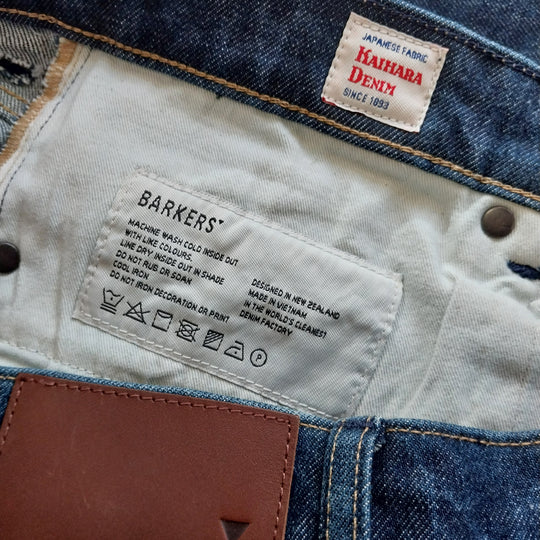 JAPANESE FABRIC
KAIHARA
DENIM
SINCE 1893
BARKERS
MACHINE WASH COLD INSIDE OUT
WITH LIKE COLOURS.
LINE DRY INSIDE OUT IN SHADE
DO NOT RUB OR SOAK
COOL IRON
DO NOT IRON DECORATION OR PRINT
DESIGNED IN NEW ZEALAND
MADE IN VIETNAM
IN THE WORLD'S CLEANEST
DENIM FACTORY
P